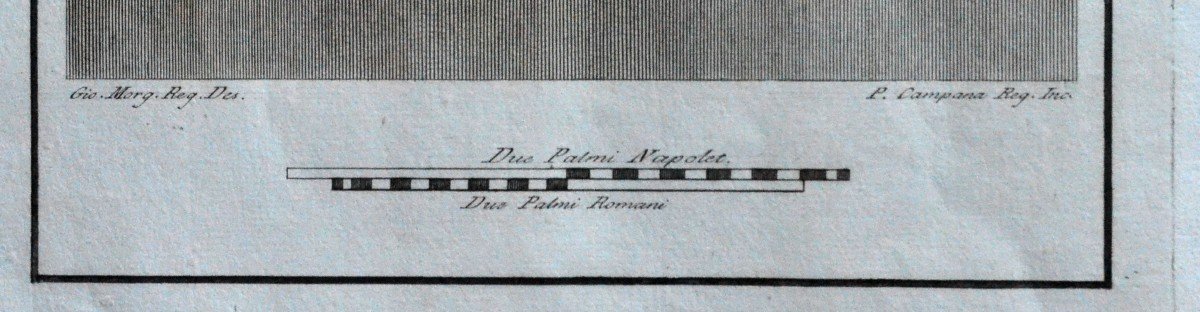 Gio. Morg. Reg. Des.
P. Campana Reg. Inc.
Due Palmi Napolet.
Due Palmi Romani